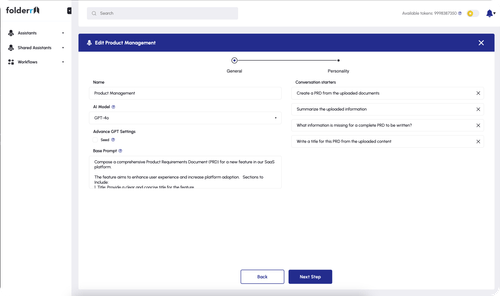 folderr
Search
Available tokens: 9998387003
Assistants
Shared Assistants
Workflows
Edit Product Management
General
Personality
Name
Product Management
AI Model
GPT-4o
Advance GPT Settings
Seed
Base Prompt
Compose a comprehensive Product Requirements Document (PRD) for a new feature in our SaaS
platform.
The feature aims to enhance user experience and increase platform adoption. Sections to
Include:
1. Title: Provide a clear and concise title for the feature.
Conversation starters
Create a PRD from the uploaded documents
Summarize the uploaded information
What information is missing for a complete PRD to be written?
Write a title for this PRD from the uploaded content
Back
Next Step